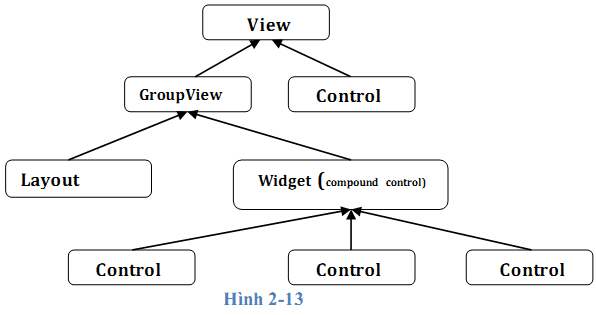 View
GroupView
Control
Layout
Widget (compound control)
Control
Control
Control
Hình 2-13